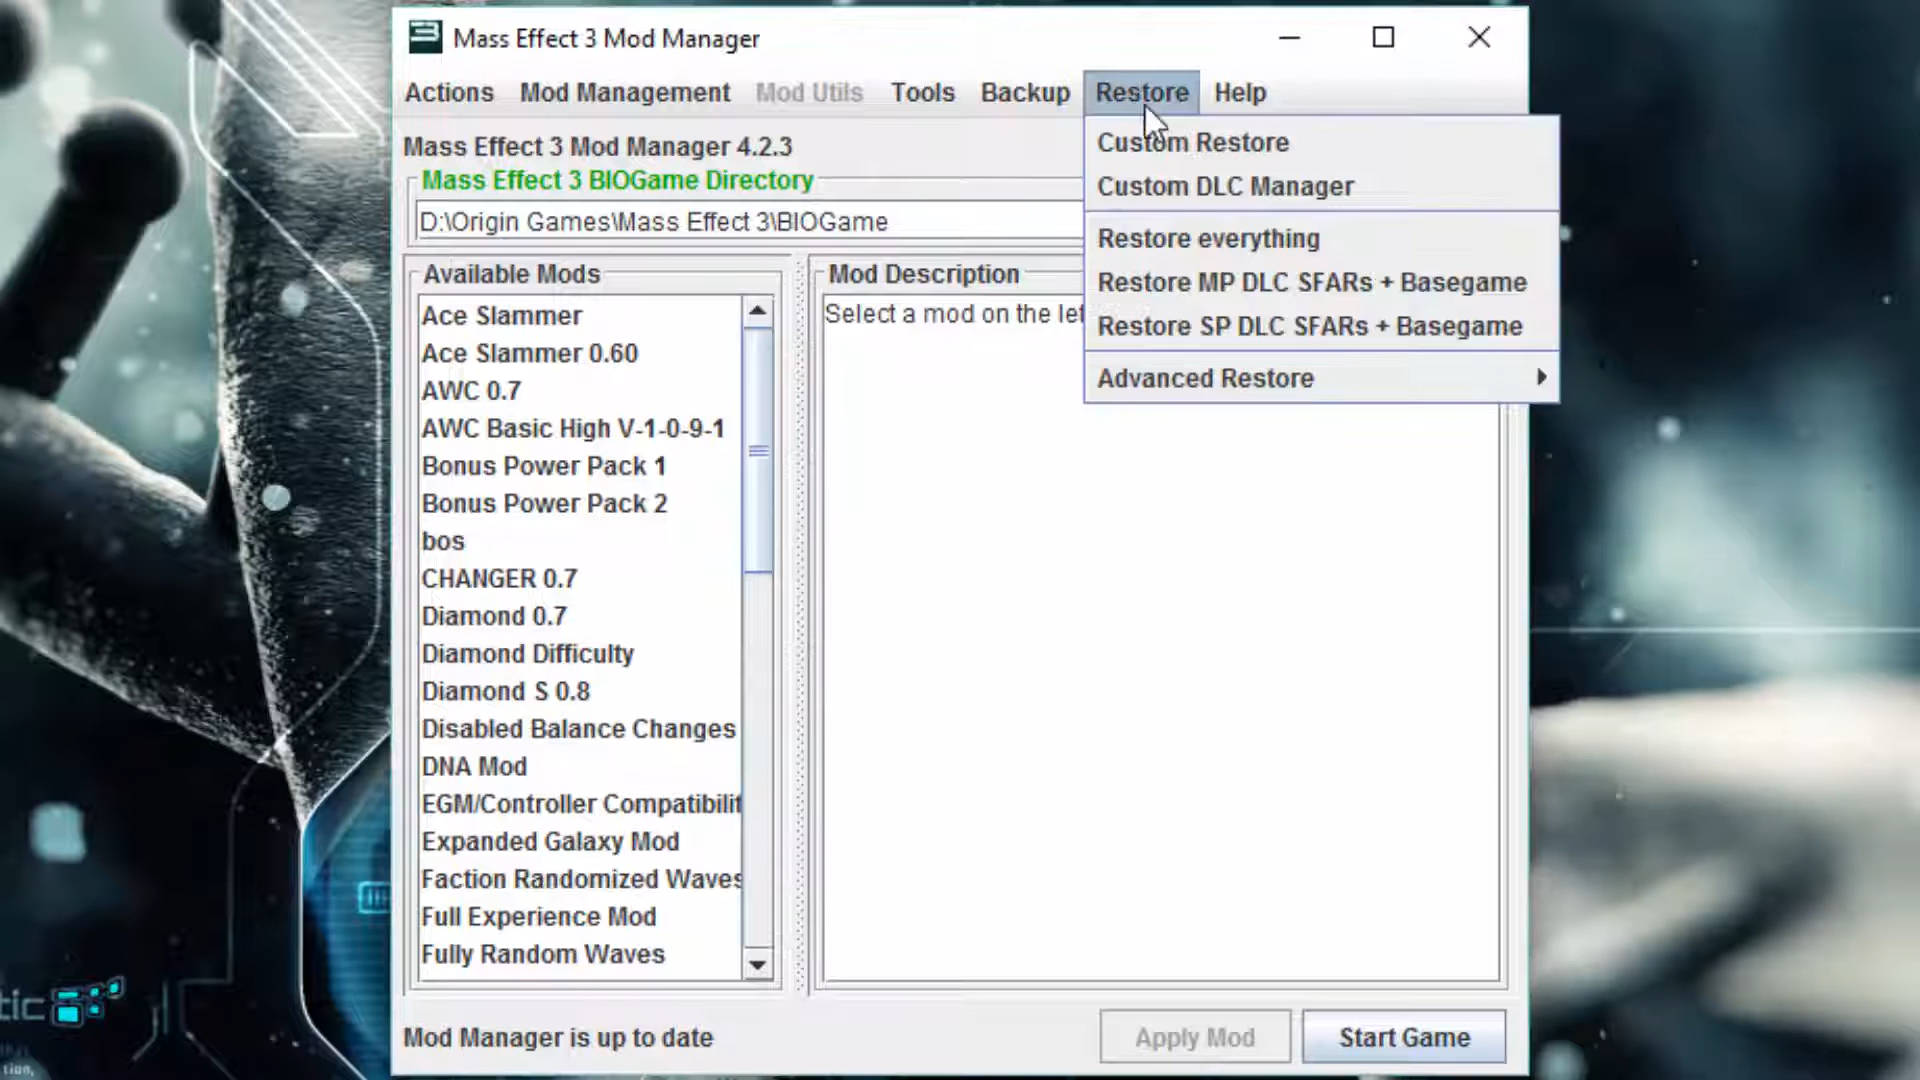 Mass Effect 3 Mod Manager
Actions Mod Management Mod Utils Tools Backup Restore Help
Mass Effect 3 Mod Manager 4.2.3
Mass Effect 3 BIOGame Directory
D:\Origin Games\Mass Effect 3\BIOGame
Custom Restore
Custom DLC Manager
Restore everything
Restore MP DLC SFARs + Basegame
Restore SP DLC SFARs + Basegame
Advanced Restore
Available Mods
Ace Slammer
Ace Slammer 0.60
AWC 0.7
AWC Basic High V-1-0-9-1
Bonus Power Pack 1
Bonus Power Pack 2
bos
CHANGER 0.7
Diamond 0.7
Diamond Difficulty
Diamond S 0.8
Disabled Balance Changes
DNA Mod
EGM/Controller Compatibilit
Expanded Galaxy Mod
Faction Randomized Waves
Full Experience Mod
Fully Random Waves
Mod Description
Select a mod on the lef
Mod Manager is up to date
Apply Mod
Start Game
tic
tion,